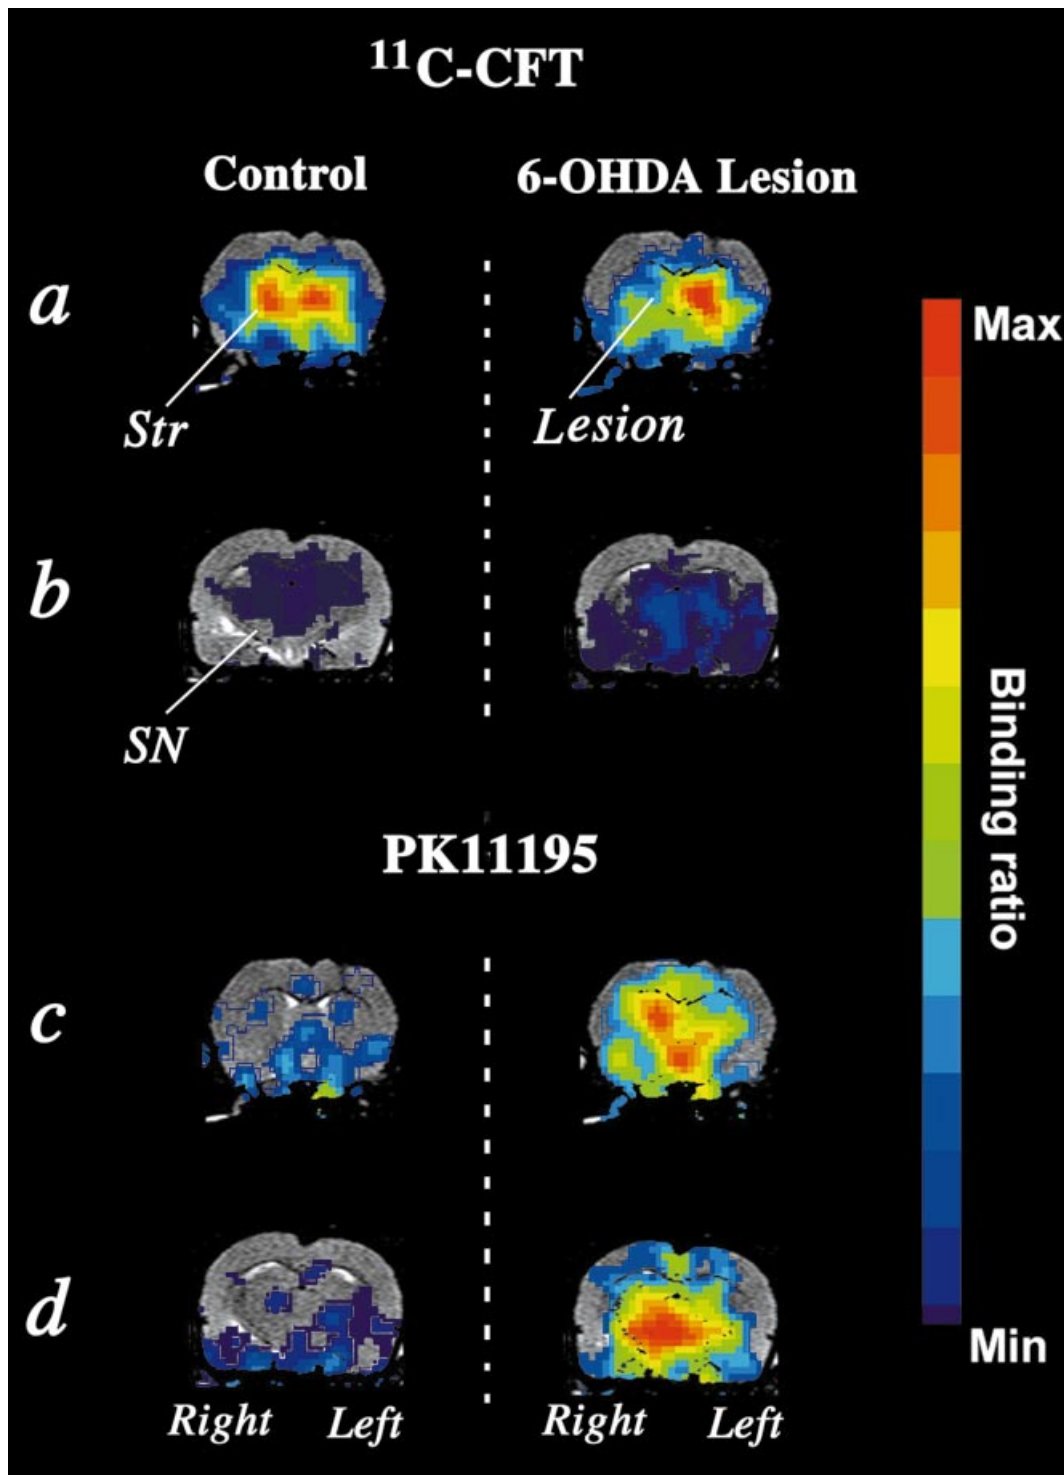 ¹¹C-CFT
Control
6-OHDA Lesion
a
Str
Lesion
b
SN
PK11195
c
d
Right
Left
Right
Left
Max
Binding ratio
Min